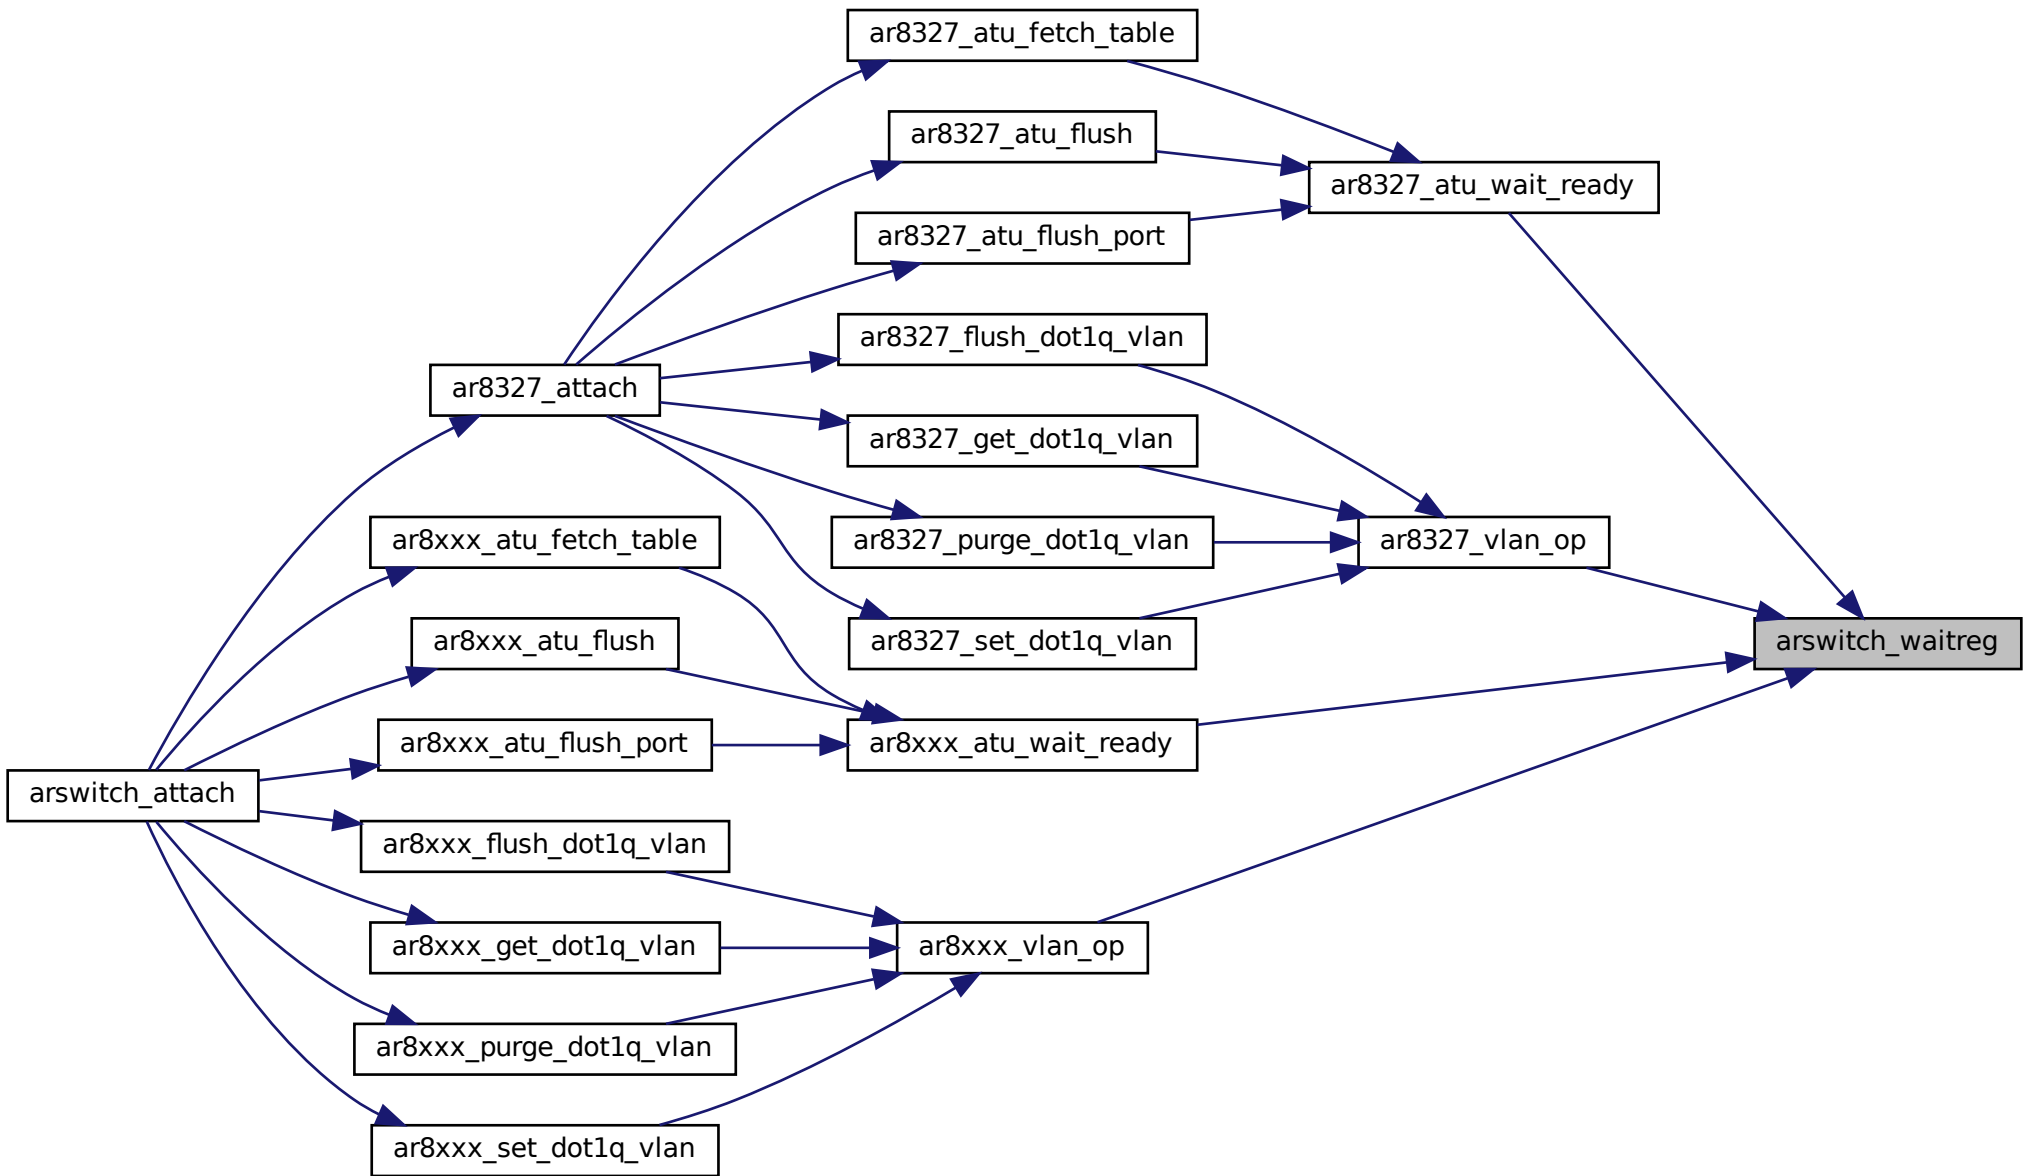 ar8327_atu_fetch_table
ar8327_atu_flush
ar8327_atu_wait_ready
ar8327_atu_flush_port
ar8327_flush_dot1q_vlan
ar8327_attach
ar8327_get_dot1q_vlan
ar8xxx_atu_fetch_table
ar8327_purge_dot1q_vlan
ar8327_vlan_op
ar8xxx_atu_flush
ar8327_set_dot1q_vlan
arswitch_waitreg
ar8xxx_atu_flush_port
ar8xxx_atu_wait_ready
arswitch_attach
ar8xxx_flush_dot1q_vlan
ar8xxx_get_dot1q_vlan
ar8xxx_vlan_op
ar8xxx_purge_dot1q_vlan
ar8xxx_set_dot1q_vlan